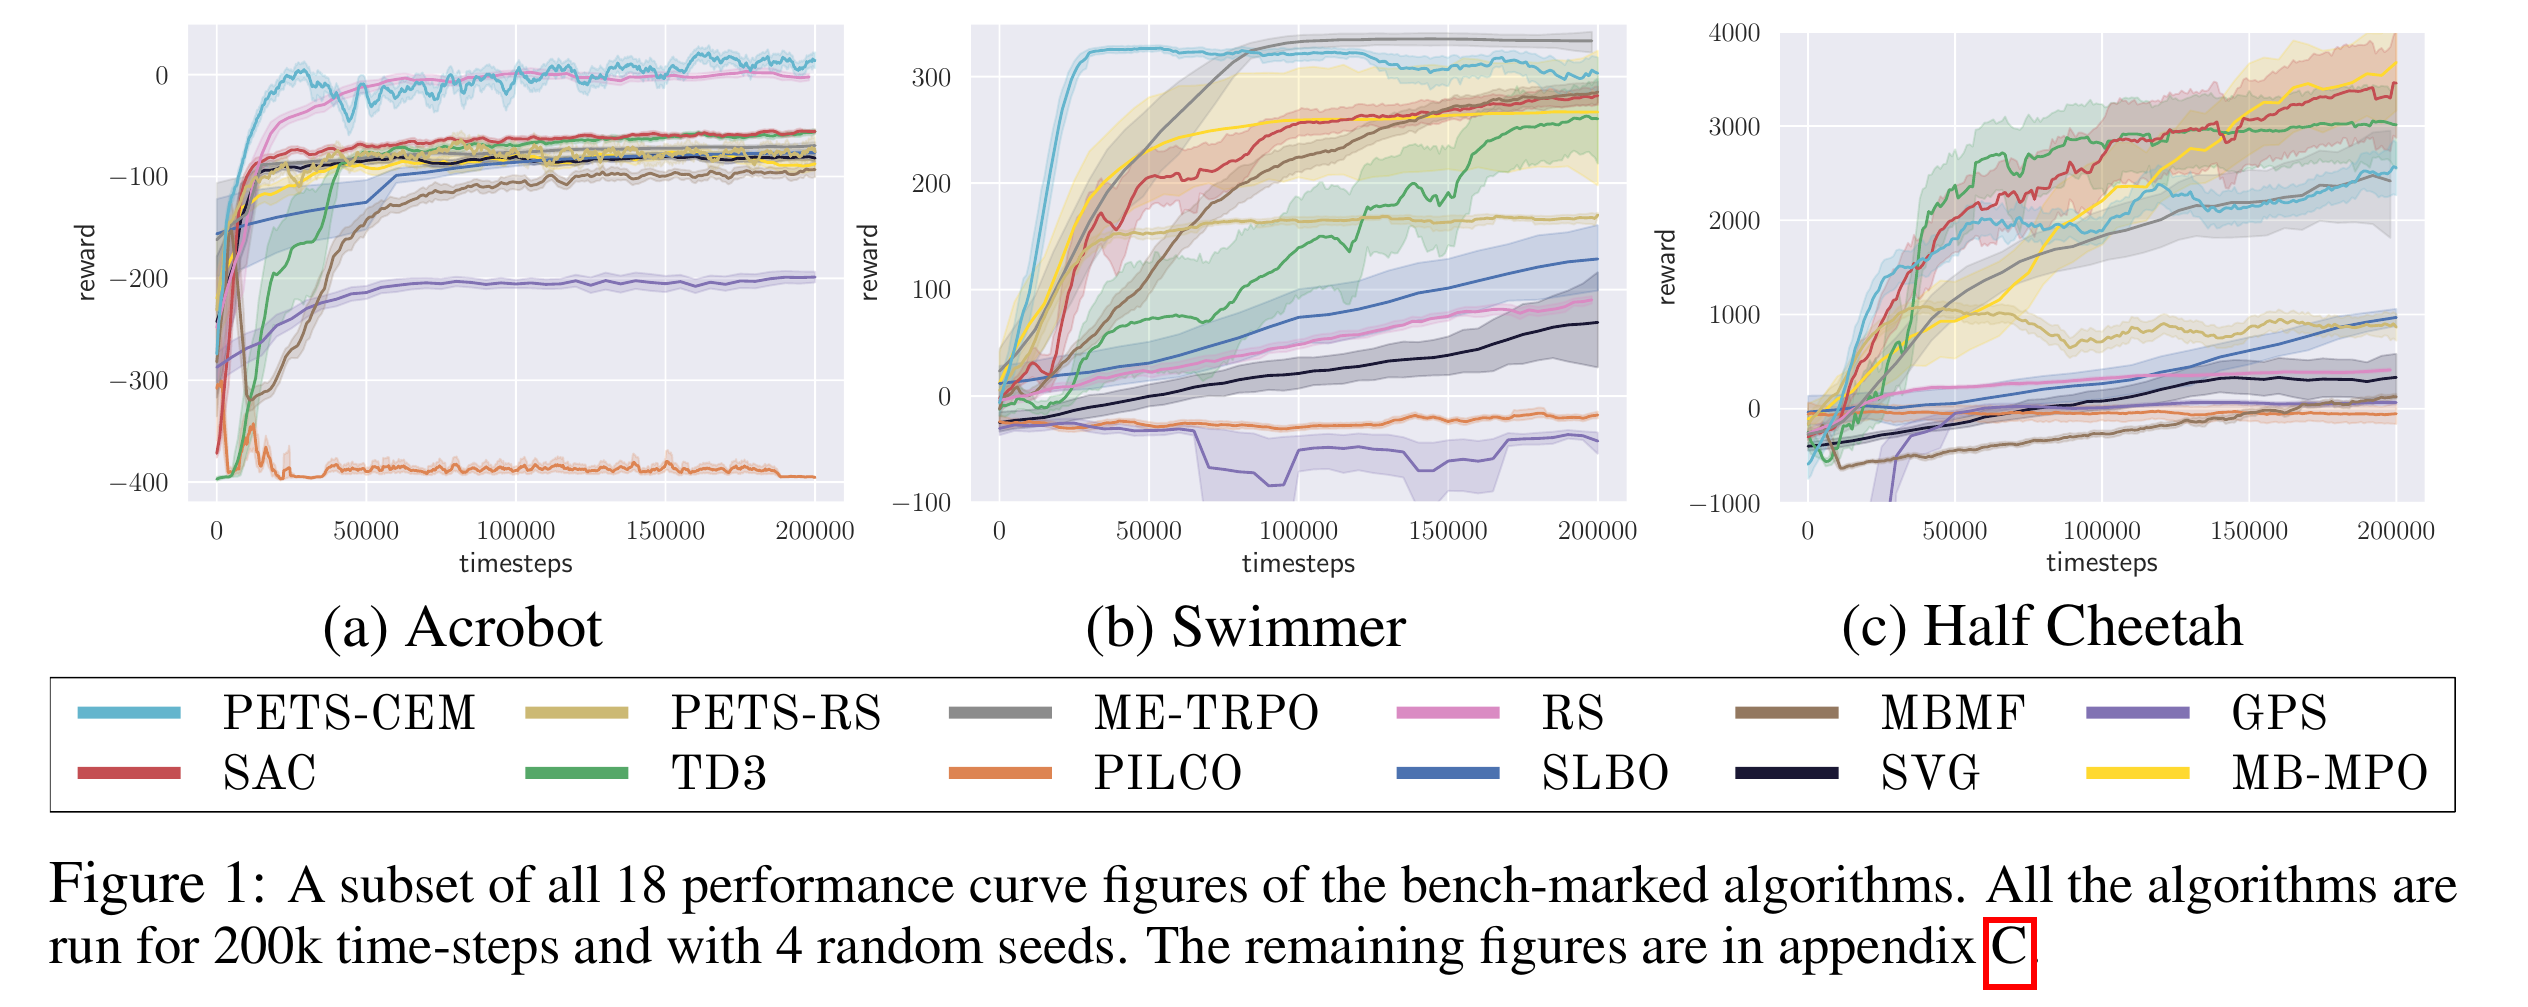 0
−100
−200
−300
−400
reward
0 50000 100000 150000 200000
timesteps
(a) Acrobot
300
200
100
0
−100
reward
0 50000 100000 150000 200000
timesteps
(b) Swimmer
4000
3000
2000
1000
0
−1000
reward
0 50000 100000 150000 200000
timesteps
(c) Half Cheetah
PETS-CEM PETS-RS ME-TRPO RS MBMF GPS
SAC TD3 PILCO SLBO SVG MB-MPO
Figure 1: A subset of all 18 performance curve figures of the bench-marked algorithms. All the algorithms are
run for 200k time-steps and with 4 random seeds. The remaining figures are in appendix C.